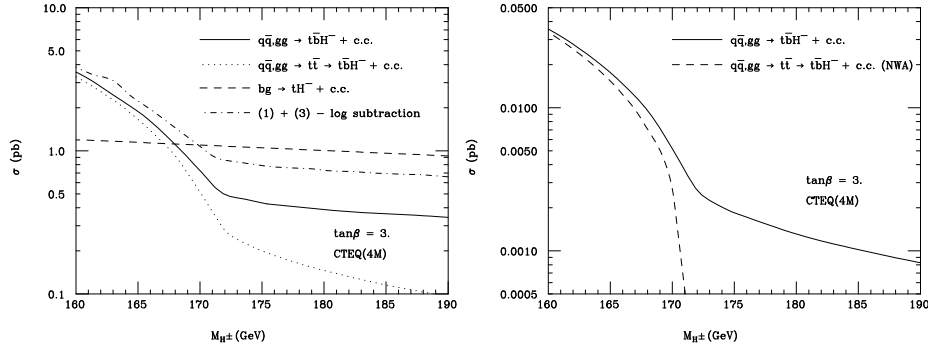 10.0
5.0
1.0
0.5
0.1
σ (pb)
qq̅,gg → tb̅H⁻ + c.c.
qq̅,gg → tt̅ → tb̅H⁻ + c.c.
bg → tH⁻ + c.c.
(1) + (3) − log subtraction
tanβ = 3.
CTEQ(4M)
160 165 170 175 180 185 190
M_H± (GeV)
0.0500
0.0100
0.0050
0.0010
0.0005
σ (pb)
qq̅,gg → tb̅H⁻ + c.c.
qq̅,gg → tt̅ → tb̅H⁻ + c.c. (NWA)
tanβ = 3.
CTEQ(4M)
160 165 170 175 180 185 190
M_H± (GeV)